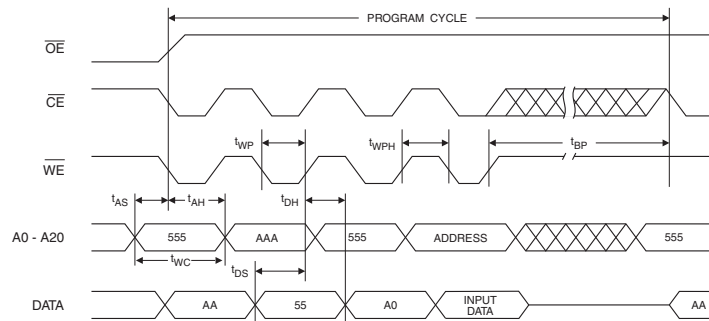 PROGRAM CYCLE
OE
CE
tWP
tWPH
tBP
WE
tAS
tAH
tDH
A0 - A20
555
AAA
555
ADDRESS
555
tWC
tDS
DATA
AA
55
A0
INPUT
DATA
AA